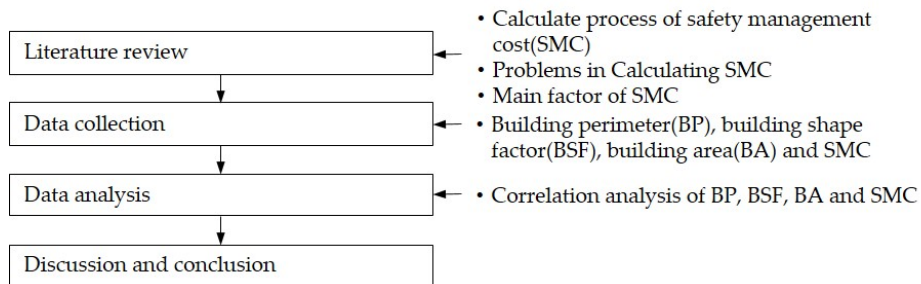 Literature review
• Calculate process of safety management
cost(SMC)
• Problems in Calculating SMC
• Main factor of SMC
Data collection
• Building perimeter(BP), building shape
factor(BSF), building area(BA) and SMC
Data analysis
• Correlation analysis of BP, BSF, BA and SMC
Discussion and conclusion